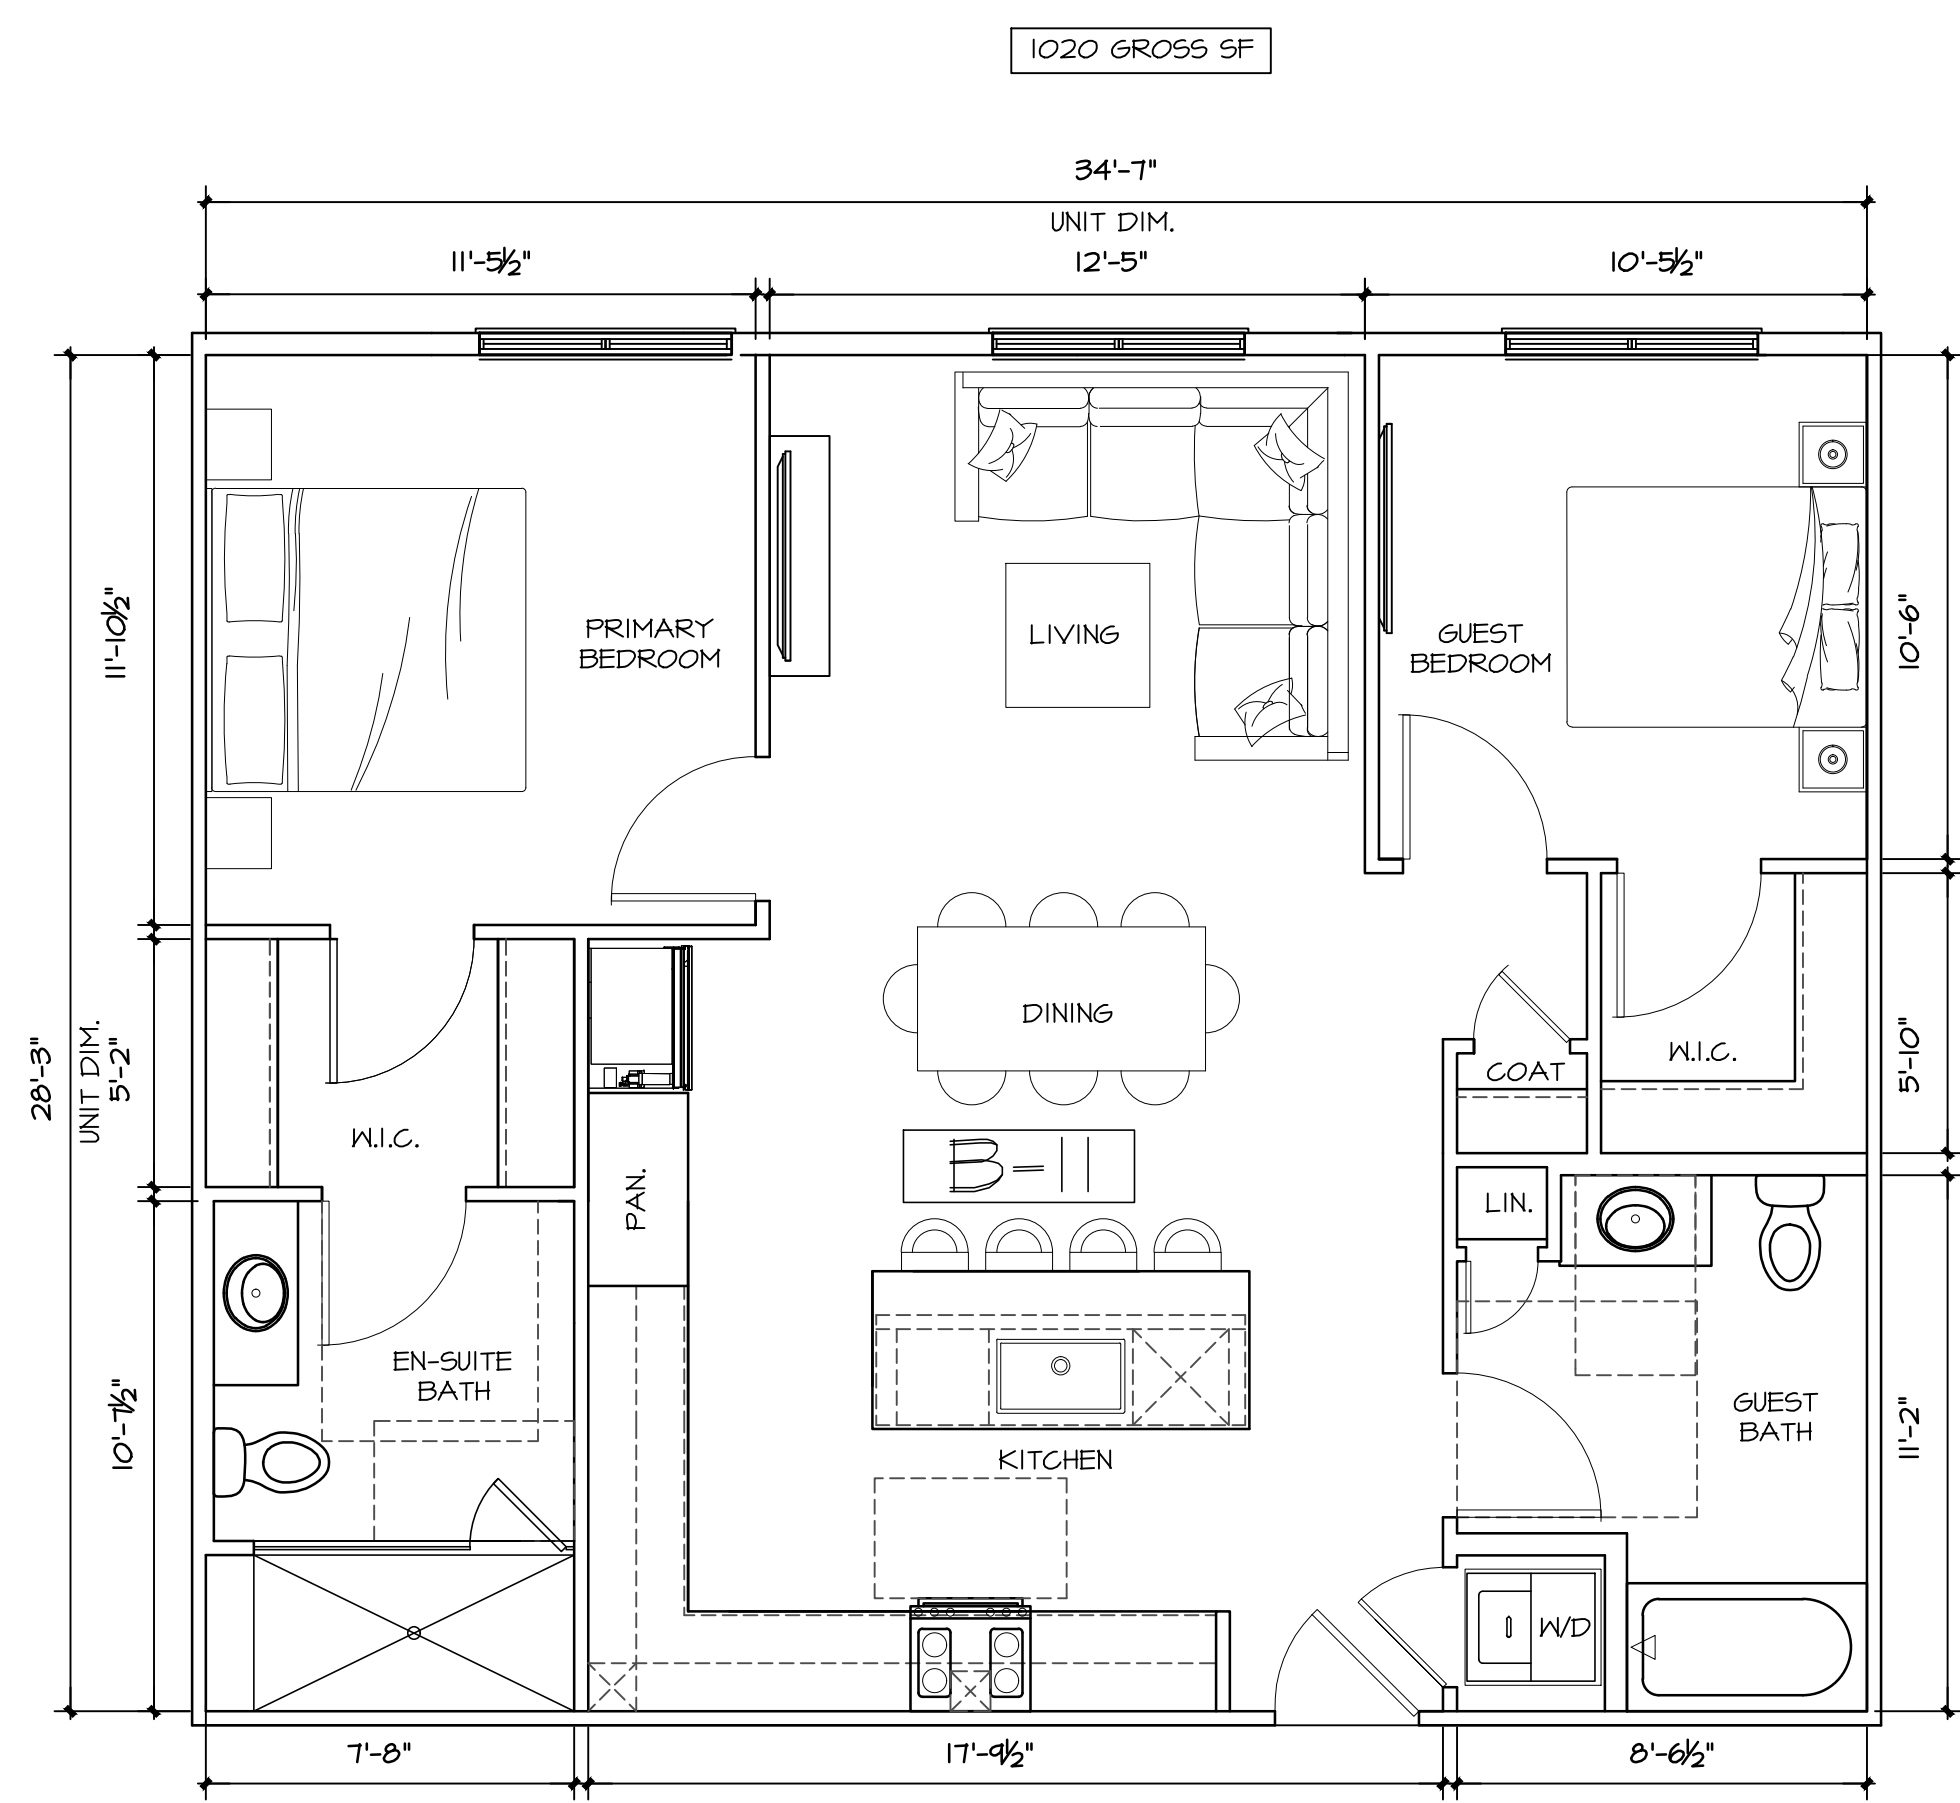 1020 GROSS SF
34'-7"
UNIT DIM.
11'-5½"
12'-5"
10'-5½"
PRIMARY
BEDROOM
LIVING
GUEST
BEDROOM
11'-10½"
10'-6"
DINING
COAT
W.I.C.
28'-3"
UNIT DIM.
5'-2"
5'-10"
W.I.C.
PAN.
B-11
LIN.
EN-SUITE
BATH
GUEST
BATH
10'-7½"
11'-2"
KITCHEN
W/D
7'-8"
17'-9½"
8'-6½"